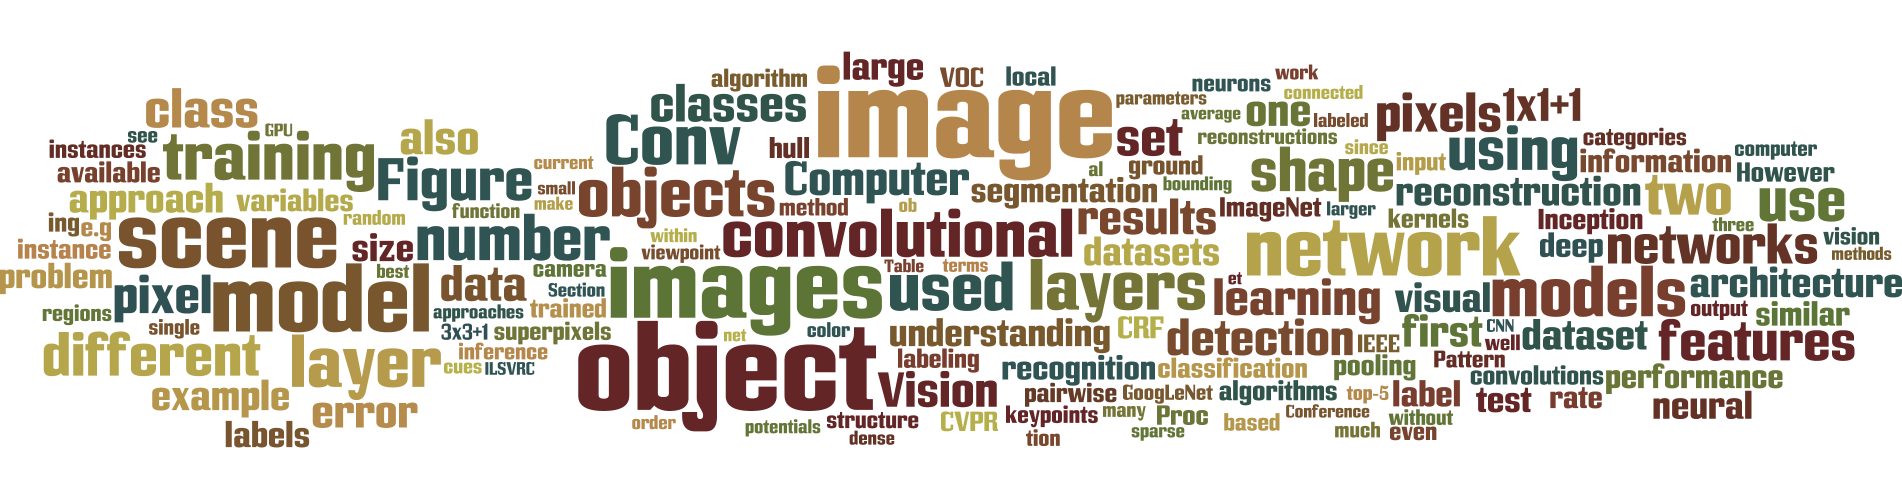 large
algorithm
VOC
local
work
neurons
connected
class
classes
image
parameters
average
one
labeled
pixels
1x1+1
see
GPU
also
Conv
set
reconstructions
since
using
categories
instances
training
hull
computer
available
Figure
current
Computer
al
ground
shape
input
information
However
approach
variables
small
make
objects
method
ob
segmentation
bounding
reconstruction
two
use
random
function
ImageNet
larger
kernels
Inception
three
ing
e.g
scene
size
number
within
viewpoint
convolutional
results
datasets
network
deep
networks
vision
methods
instance
problem
best
data
camera
Section
images
Table
terms
used
layers
et
learning
visual
models
architecture
pixel
model
approaches
trained
output
similar
regions
single
3x3+1
superpixels
net
color
understanding
CRF
detection
IEEE
first
CNN
well
dataset
features
different
layer
inference
cues
ILSVRC
object
labeling
recognition
classification
pooling
Pattern
convolutions
performance
example
error
Vision
pairwise
GoogLeNet
algorithms
top-5
label
test
rate
neural
labels
order
potentials
structure
dense
CVPR
keypoints
many
Proc
sparse
tion
based
Conference
much
without
even